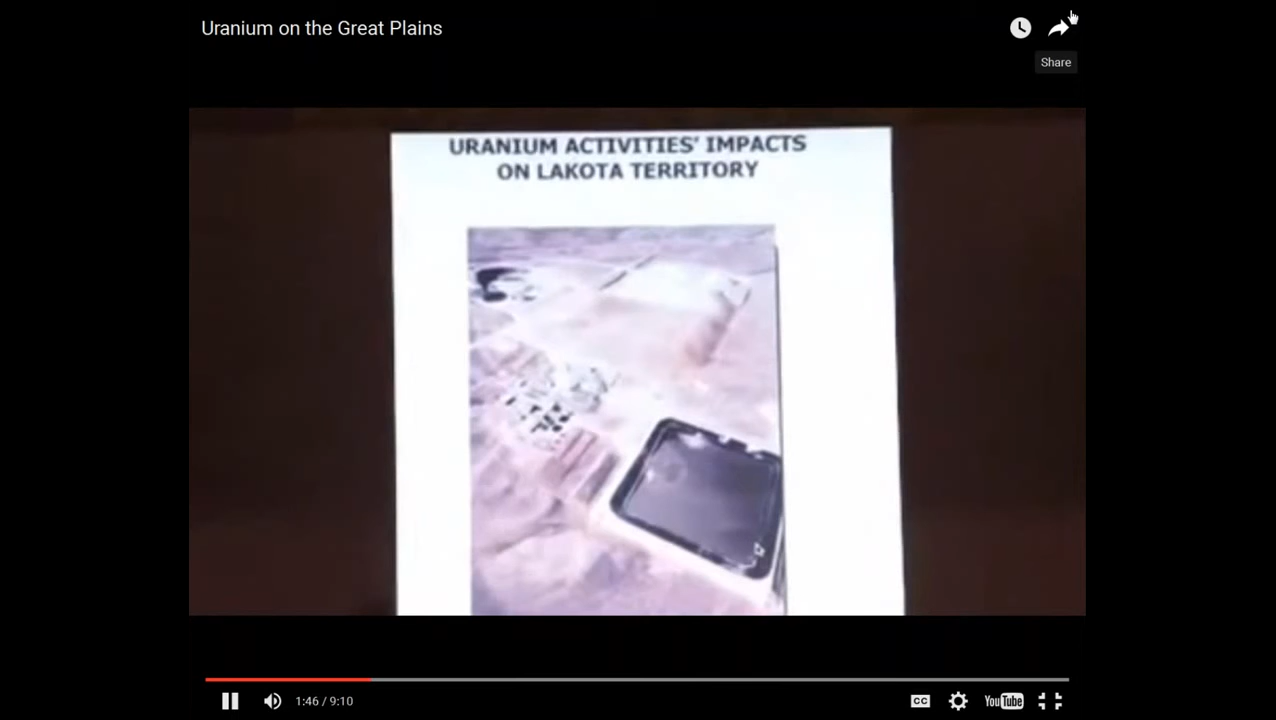 Uranium on the Great Plains
Share
URANIUM ACTIVITIES' IMPACTS
ON LAKOTA TERRITORY
1:46 / 9:10
CC
YouTube